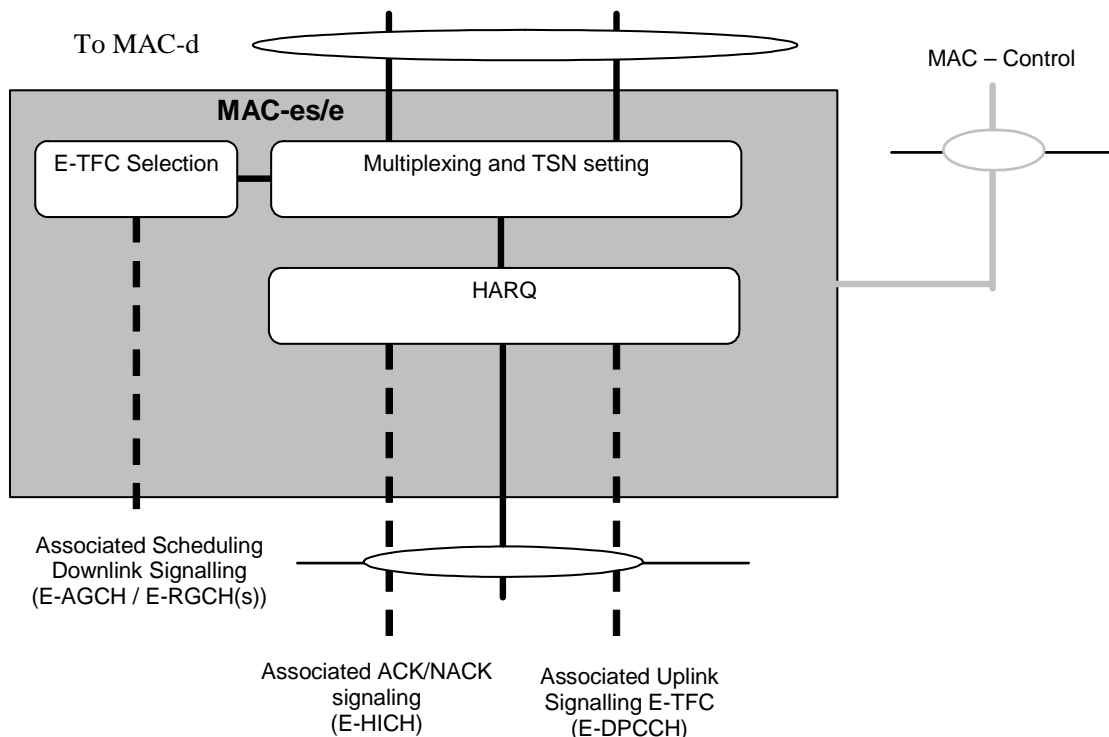 To MAC-d
MAC – Control
MAC-es/e
E-TFC Selection
Multiplexing and TSN setting
HARQ
Associated Scheduling
Downlink Signalling
(E-AGCH / E-RGCH(s))
Associated ACK/NACK
signaling
(E-HICH)
Associated Uplink
Signalling E-TFC
(E-DPCCH)